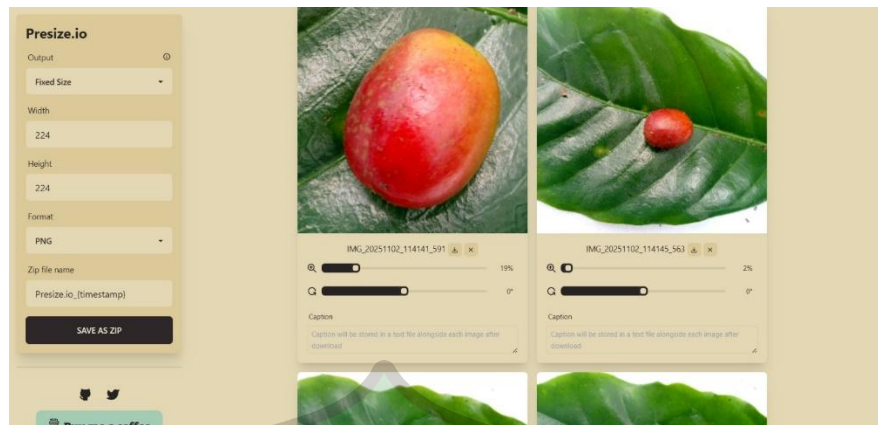 Presize.io
Output
Fixed Size
Width
224
Height
224
Format
PNG
Zip file name
Presize.io_{timestamp}
SAVE AS ZIP
IMG_20251102_114141_591
19%
0°
Caption
Caption will be stored in a text file alongside each image after
download
IMG_20251102_114145_563
2%
0°
Caption
Caption will be stored in a text file alongside each image after
download